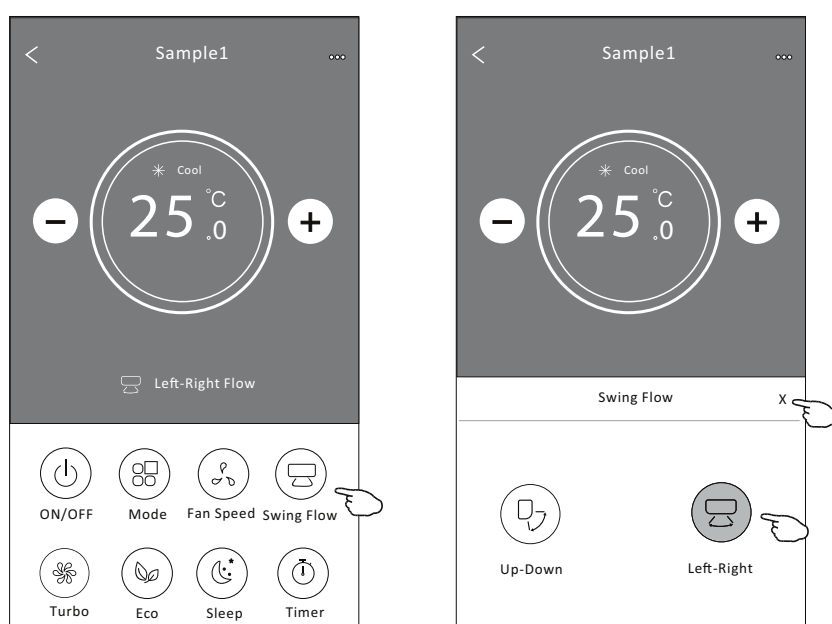 Sample1
Cool
25 °C
.0
Left-Right Flow
ON/OFF Mode Fan Speed Swing Flow
Turbo Eco Sleep Timer
Sample1
Cool
25 °C
.0
Swing Flow X
Up-Down Left-Right